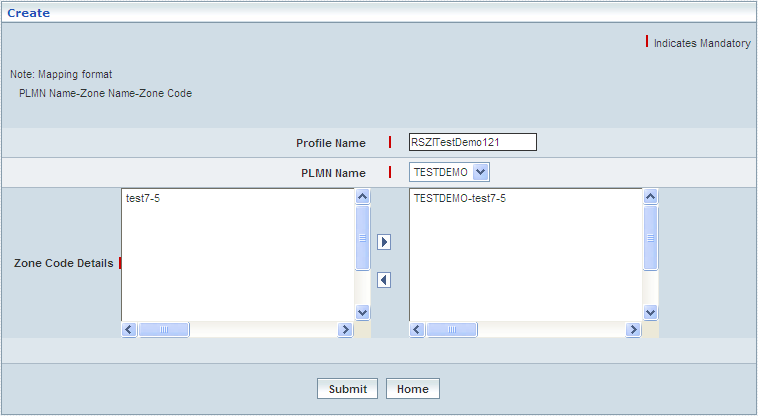 Create
Indicates Mandatory
Note: Mapping format
PLMN Name-Zone Name-Zone Code
Profile Name RSZITestDemo121
PLMN Name TESTDEMO
test7-5 TESTDEMO-test7-5
Zone Code Details
Submit Home